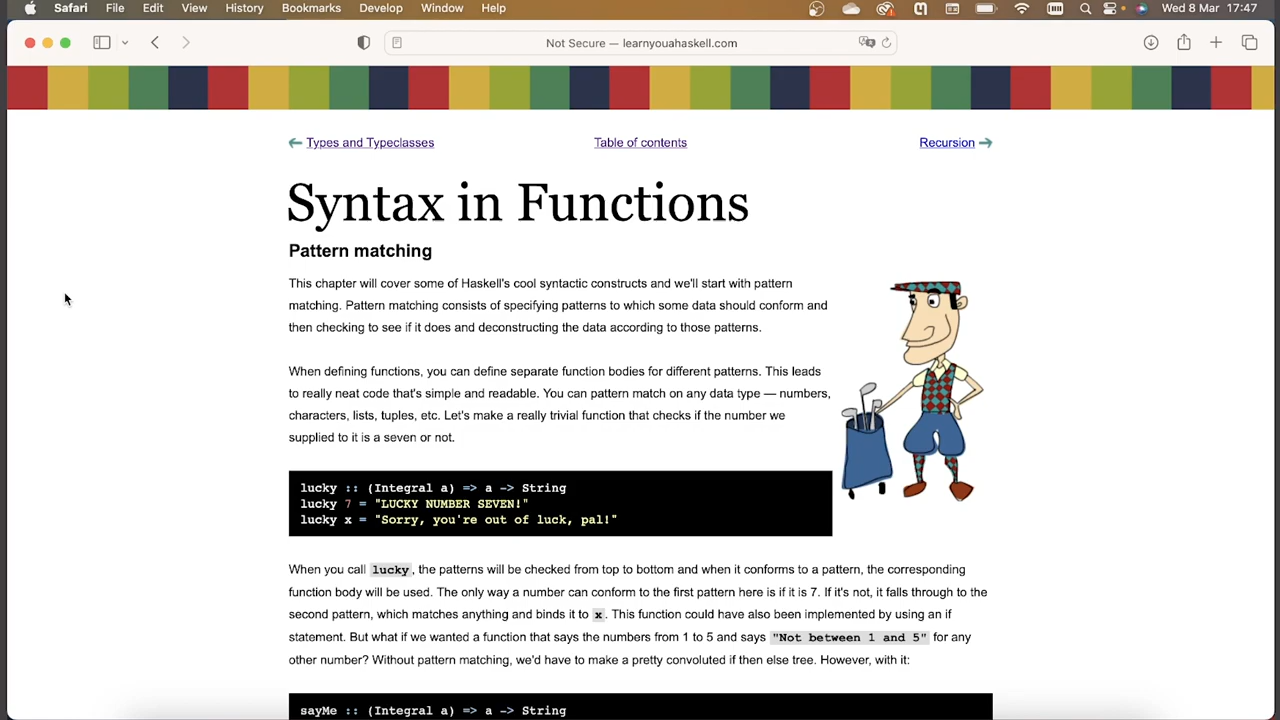 Safari File Edit View History Bookmarks Develop Window Help Wed 8 Mar 17:47
Not Secure — learnyouahaskell.com
Types and Typeclasses Table of contents Recursion
Syntax in Functions
Pattern matching
This chapter will cover some of Haskell's cool syntactic constructs and we'll start with pattern
matching. Pattern matching consists of specifying patterns to which some data should conform and
then checking to see if it does and deconstructing the data according to those patterns.
When defining functions, you can define separate function bodies for different patterns. This leads
to really neat code that's simple and readable. You can pattern match on any data type — numbers,
characters, lists, tuples, etc. Let's make a really trivial function that checks if the number we
supplied to it is a seven or not.
lucky :: (Integral a) => a -> String
lucky 7 = "LUCKY NUMBER SEVEN!"
lucky x = "Sorry, you're out of luck, pal!"
When you call lucky, the patterns will be checked from top to bottom and when it conforms to a pattern, the corresponding
function body will be used. The only way a number can conform to the first pattern here is if it is 7. If it's not, it falls through to the
second pattern, which matches anything and binds it to x. This function could have also been implemented by using an if
statement. But what if we wanted a function that says the numbers from 1 to 5 and says "Not between 1 and 5" for any
other number? Without pattern matching, we'd have to make a pretty convoluted if then else tree. However, with it:
sayMe :: (Integral a) => a -> String